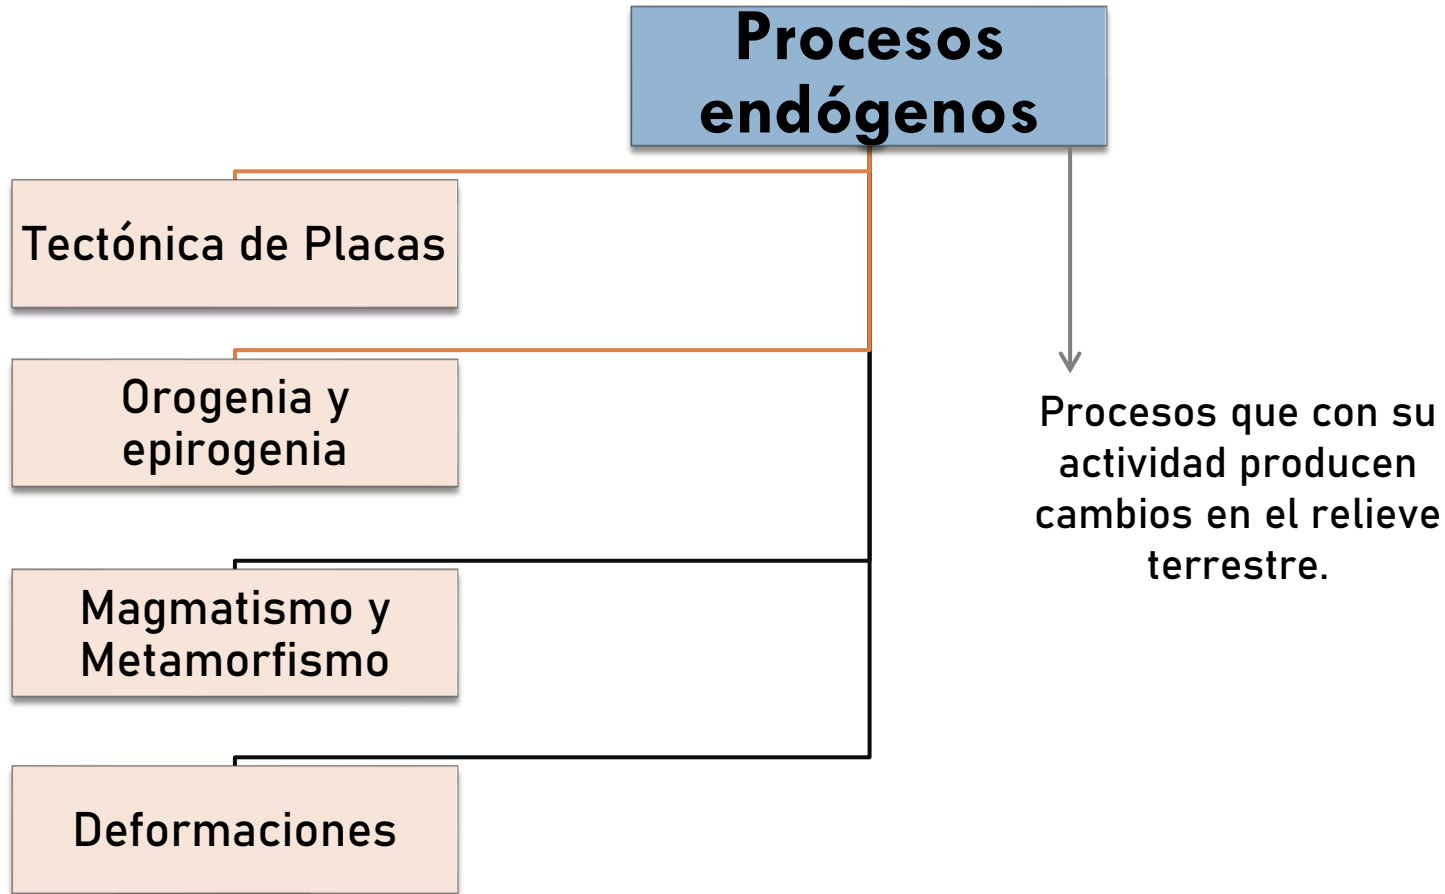 Procesos
endógenos
Tectónica de Placas
Orogenia y
epirogenia
Magmatismo y
Metamorfismo
Deformaciones
Procesos que con su
actividad producen
cambios en el relieve
terrestre.